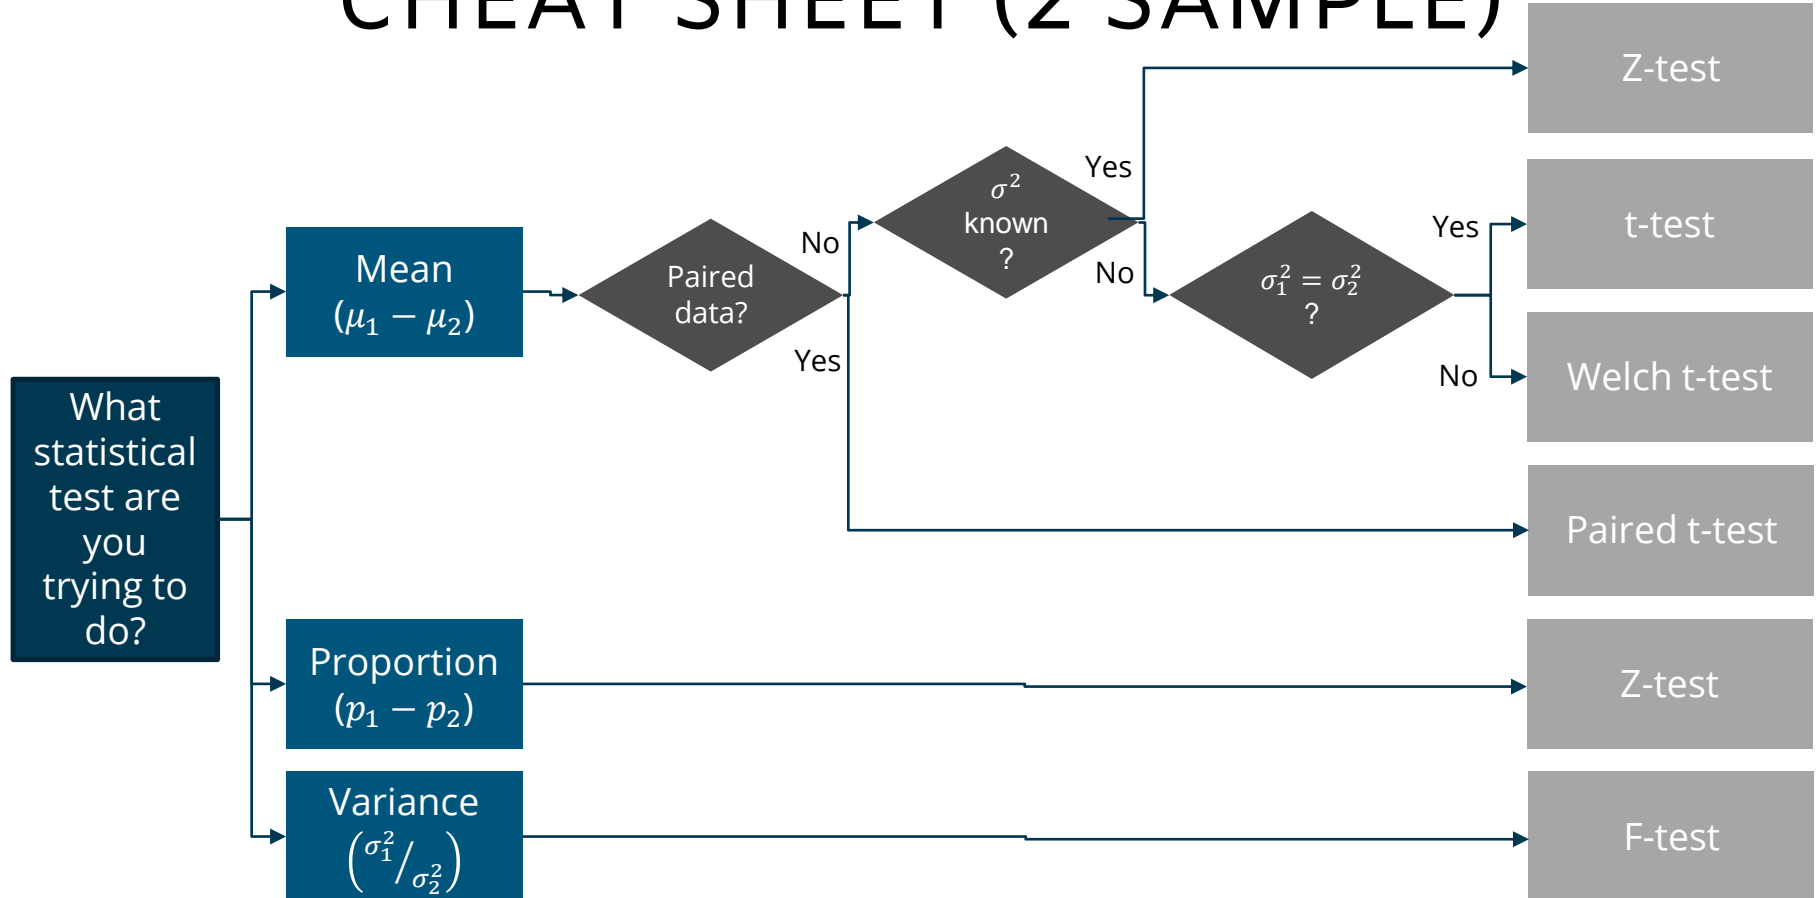 CHEAT SHEET (2 SAMPLE)
What
statistical
test are
you
trying to
do?
Mean
(μ₁ − μ₂)
Paired
data?
No
Yes
σ²
known
?
Yes
No
σ₁² = σ₂²
?
Yes
No
Z-test
t-test
Welch t-test
Paired t-test
Proportion
(p₁ − p₂)
Z-test
Variance
(σ₁²/σ₂²)
F-test